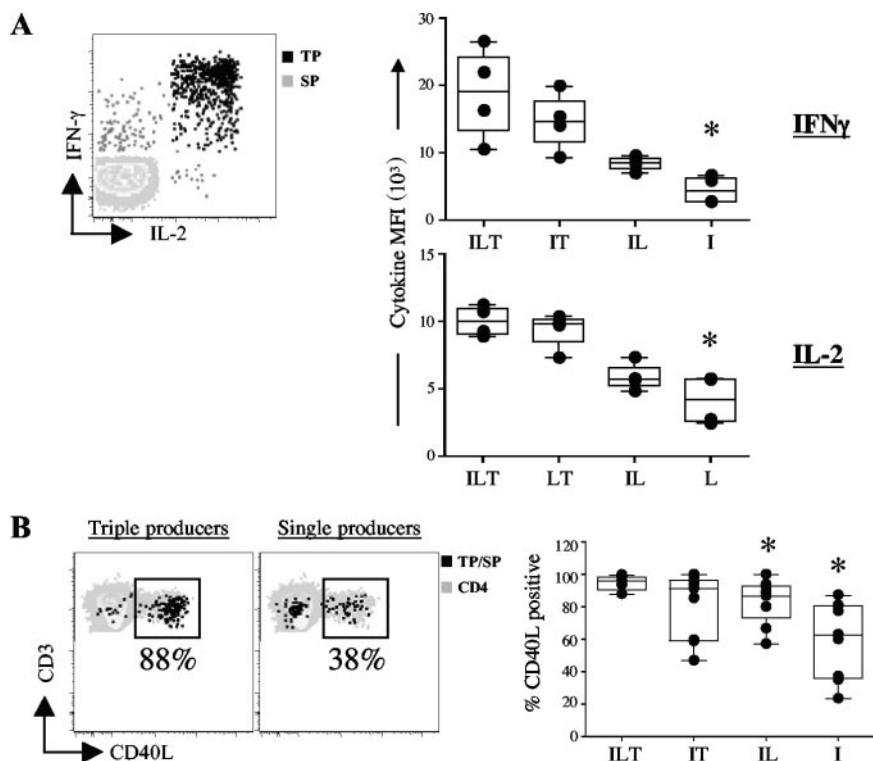 A
TP
SP
IFN-γ
IL-2
Cytokine MFI (10³)
30
20
10
0
ILT
IT
IL
I
*
IFNγ
15
10
5
0
ILT
LT
IL
L
*
IL-2
B
Triple producers
Single producers
TP/SP
CD4
88%
38%
CD3
CD40L
% CD40L positive
120
100
80
60
40
20
0
ILT
IT
IL
I
*
*